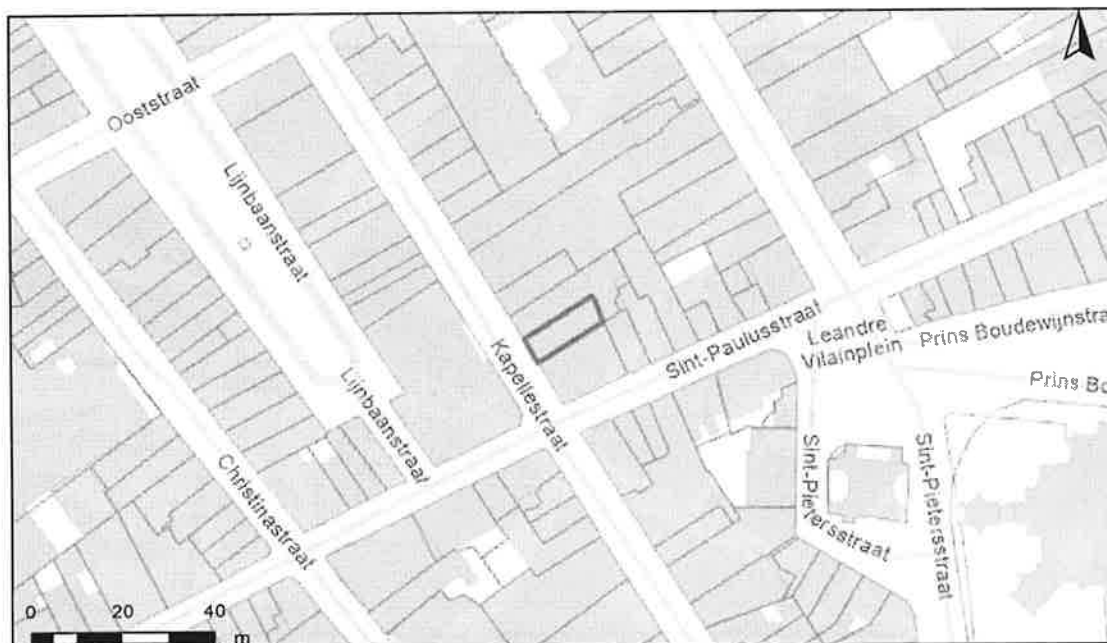 Ooststraat
Lijnbaanstraat
Lijnbaanstraat
Kapellestraat
Christinastraat
Sint-Paulusstraat
Leandre
Vilainplein
Prins Boudewijnstra
Prins Bo
Sint-Pietersstraat
Sint-Pietersstraat
0 20 40
m